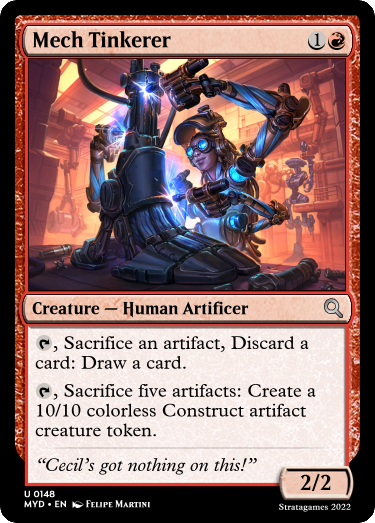 Mech Tinkerer 1
Creature — Human Artificer
, Sacrifice an artifact, Discard a
card: Draw a card.
, Sacrifice five artifacts: Create a
10/10 colorless Construct artifact
creature token.
“Cecil’s got nothing on this!”
2/2
U 0148
MYD • EN Felipe Martini
Stratagames 2022